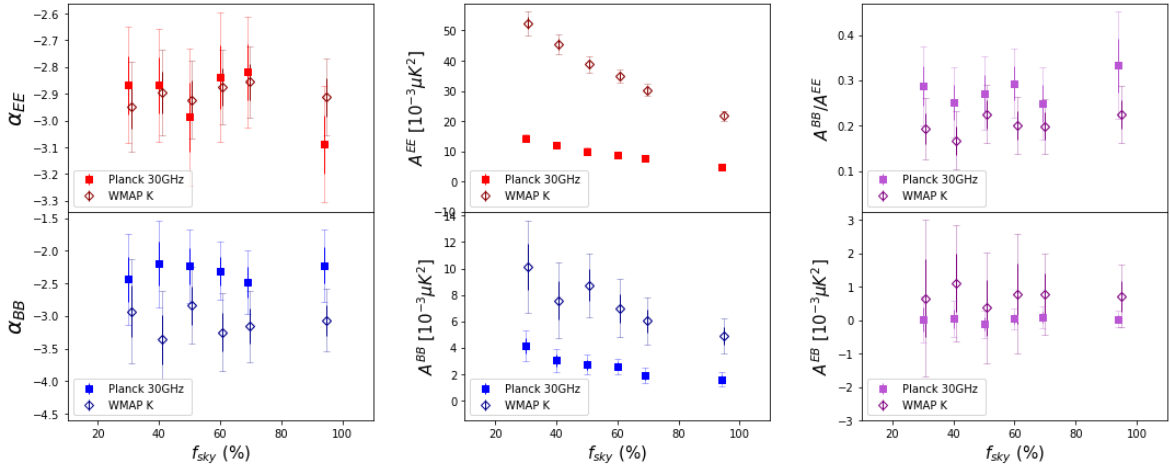 −2.6
−2.7
−2.8
−2.9
−3.0
−3.1
−3.2
−3.3
α_EE
Planck 30GHz
WMAP K
−1.5
−2.0
−2.5
−3.0
−3.5
−4.0
−4.5
α_BB
Planck 30GHz
WMAP K
20 40 60 80 100
f_sky (%)
50
40
30
20
10
0
−10
A^EE [10^-3 μK^2]
Planck 30GHz
WMAP K
14
12
10
8
6
4
2
0
A^BB [10^-3 μK^2]
Planck 30GHz
WMAP K
20 40 60 80 100
f_sky (%)
0.4
0.3
0.2
0.1
A^BB/A^EE
Planck 30GHz
WMAP K
3
2
1
0
−1
−2
−3
A^EB [10^-3 μK^2]
Planck 30GHz
WMAP K
20 40 60 80 100
f_sky (%)